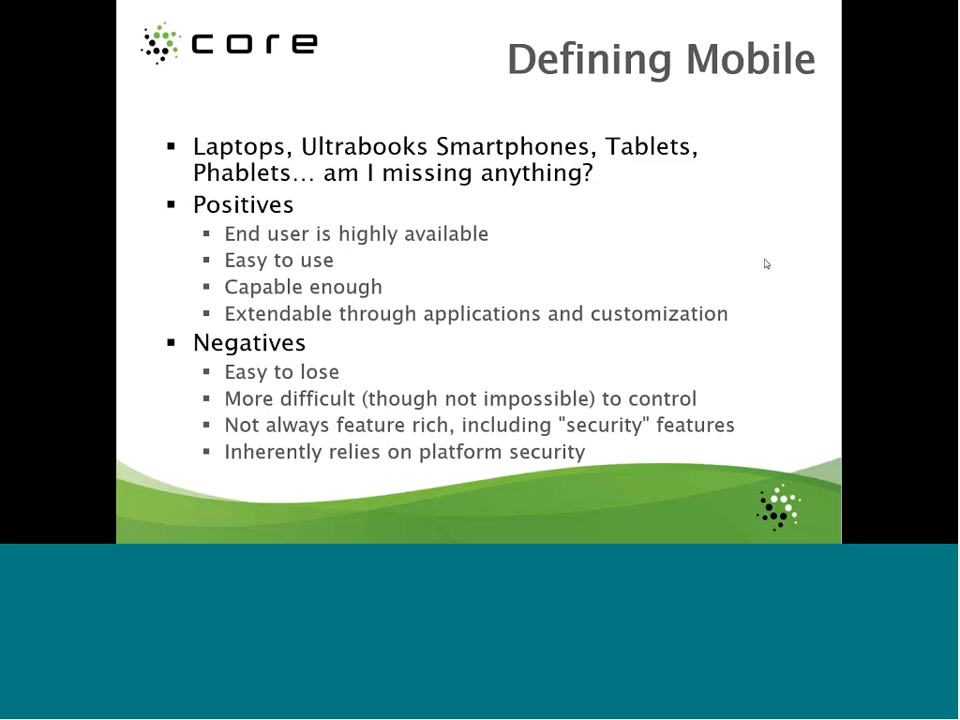 core
Defining Mobile
▪ Laptops, Ultrabooks Smartphones, Tablets,
Phablets... am I missing anything?
▪ Positives
▪ End user is highly available
▪ Easy to use
▪ Capable enough
▪ Extendable through applications and customization
▪ Negatives
▪ Easy to lose
▪ More difficult (though not impossible) to control
▪ Not always feature rich, including "security" features
▪ Inherently relies on platform security